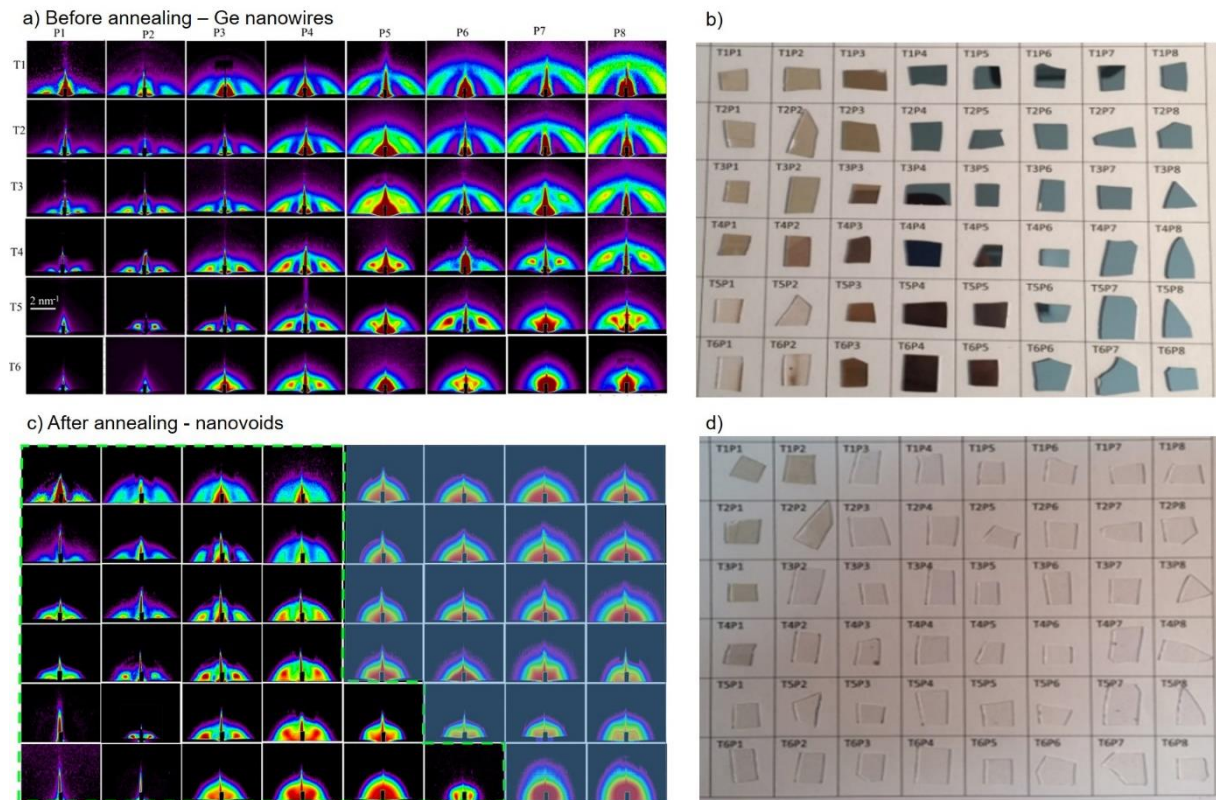 a) Before annealing – Ge nanowires
P1 P2 P3 P4 P5 P6 P7 P8
T1
T2
T3
T4
T5
2 nm-1
T6
b)
T1P1 T1P2 T1P3 T1P4 T1P5 T1P6 T1P7 T1P8
T2P1 T2P2 T2P3 T2P4 T2P5 T2P6 T2P7 T2P8
T3P1 T3P2 T3P3 T3P4 T3P5 T3P6 T3P7 T3P8
T4P1 T4P2 T4P3 T4P4 T4P5 T4P6 T4P7 T4P8
T5P1 T5P2 T5P3 T5P4 T5P5 T5P6 T5P7 T5P8
T6P1 T6P2 T6P3 T6P4 T6P5 T6P6 T6P7 T6P8
c) After annealing - nanovoids
d)
T1P1 T1P2 T1P3 T1P4 T1P5 T1P6 T1P7 T1P8
T2P1 T2P2 T2P3 T2P4 T2P5 T2P6 T2P7 T2P8
T3P1 T3P2 T3P3 T3P4 T3P5 T3P6 T3P7 T3P8
T4P1 T4P2 T4P3 T4P4 T4P5 T4P6 T4P7 T4P8
T5P1 T5P2 T5P3 T5P4 T5P5 T5P6 T5P7 T5P8
T6P1 T6P2 T6P3 T6P4 T6P5 T6P6 T6P7 T6P8